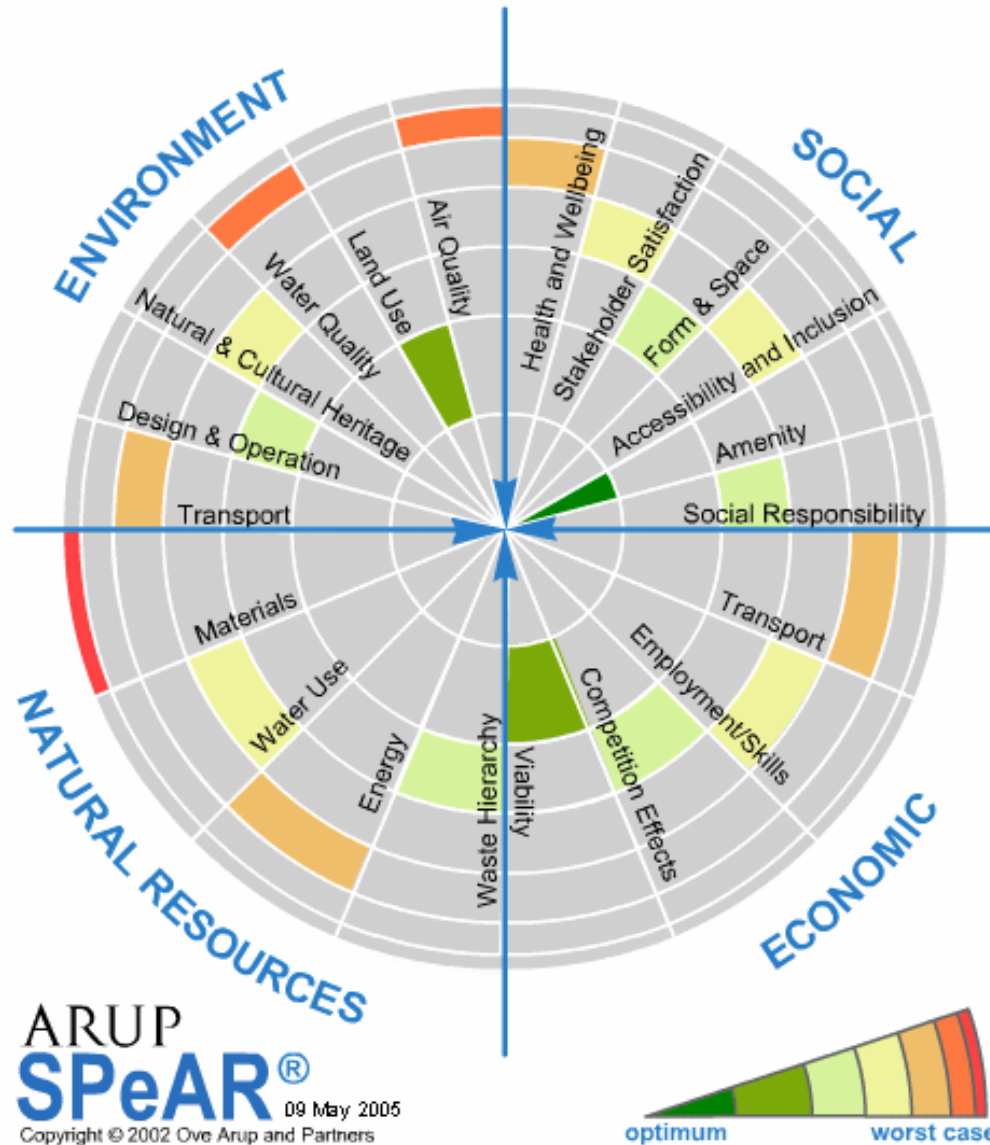 ENVIRONMENT
SOCIAL
Air Quality
Land Use
Water Quality
Natural & Cultural Heritage
Design & Operation
Transport
Health and Wellbeing
Stakeholder Satisfaction
Form & Space
Accessibility and Inclusion
Amenity
Social Responsibility
Materials
Water Use
Energy
Waste Hierarchy
Viability
Competition Effects
Employment/Skills
Transport
NATURAL RESOURCES
ECONOMIC
ARUP
SPeAR®
09 May 2005
Copyright © 2002 Ove Arup and Partners
optimum
worst case